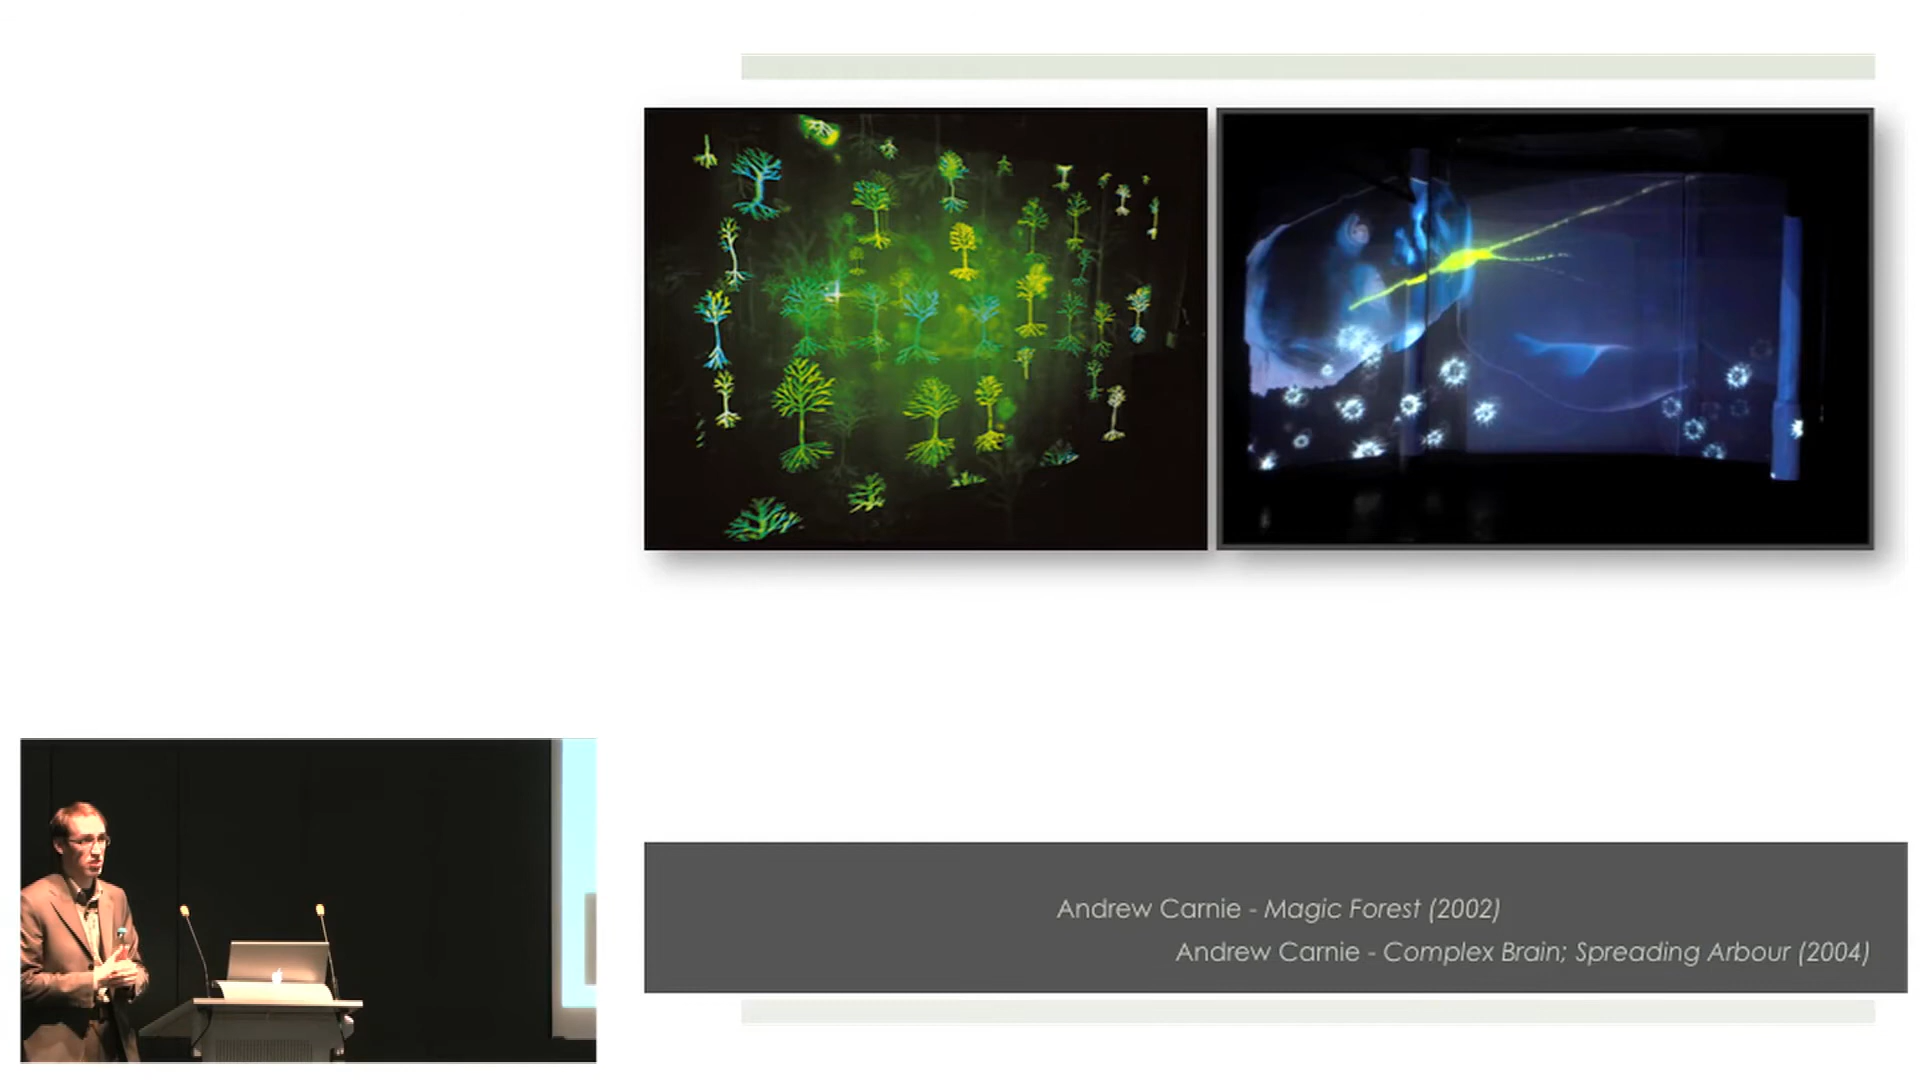 Andrew Carnie - Magic Forest (2002)
Andrew Carnie - Complex Brain; Spreading Arbour (2004)